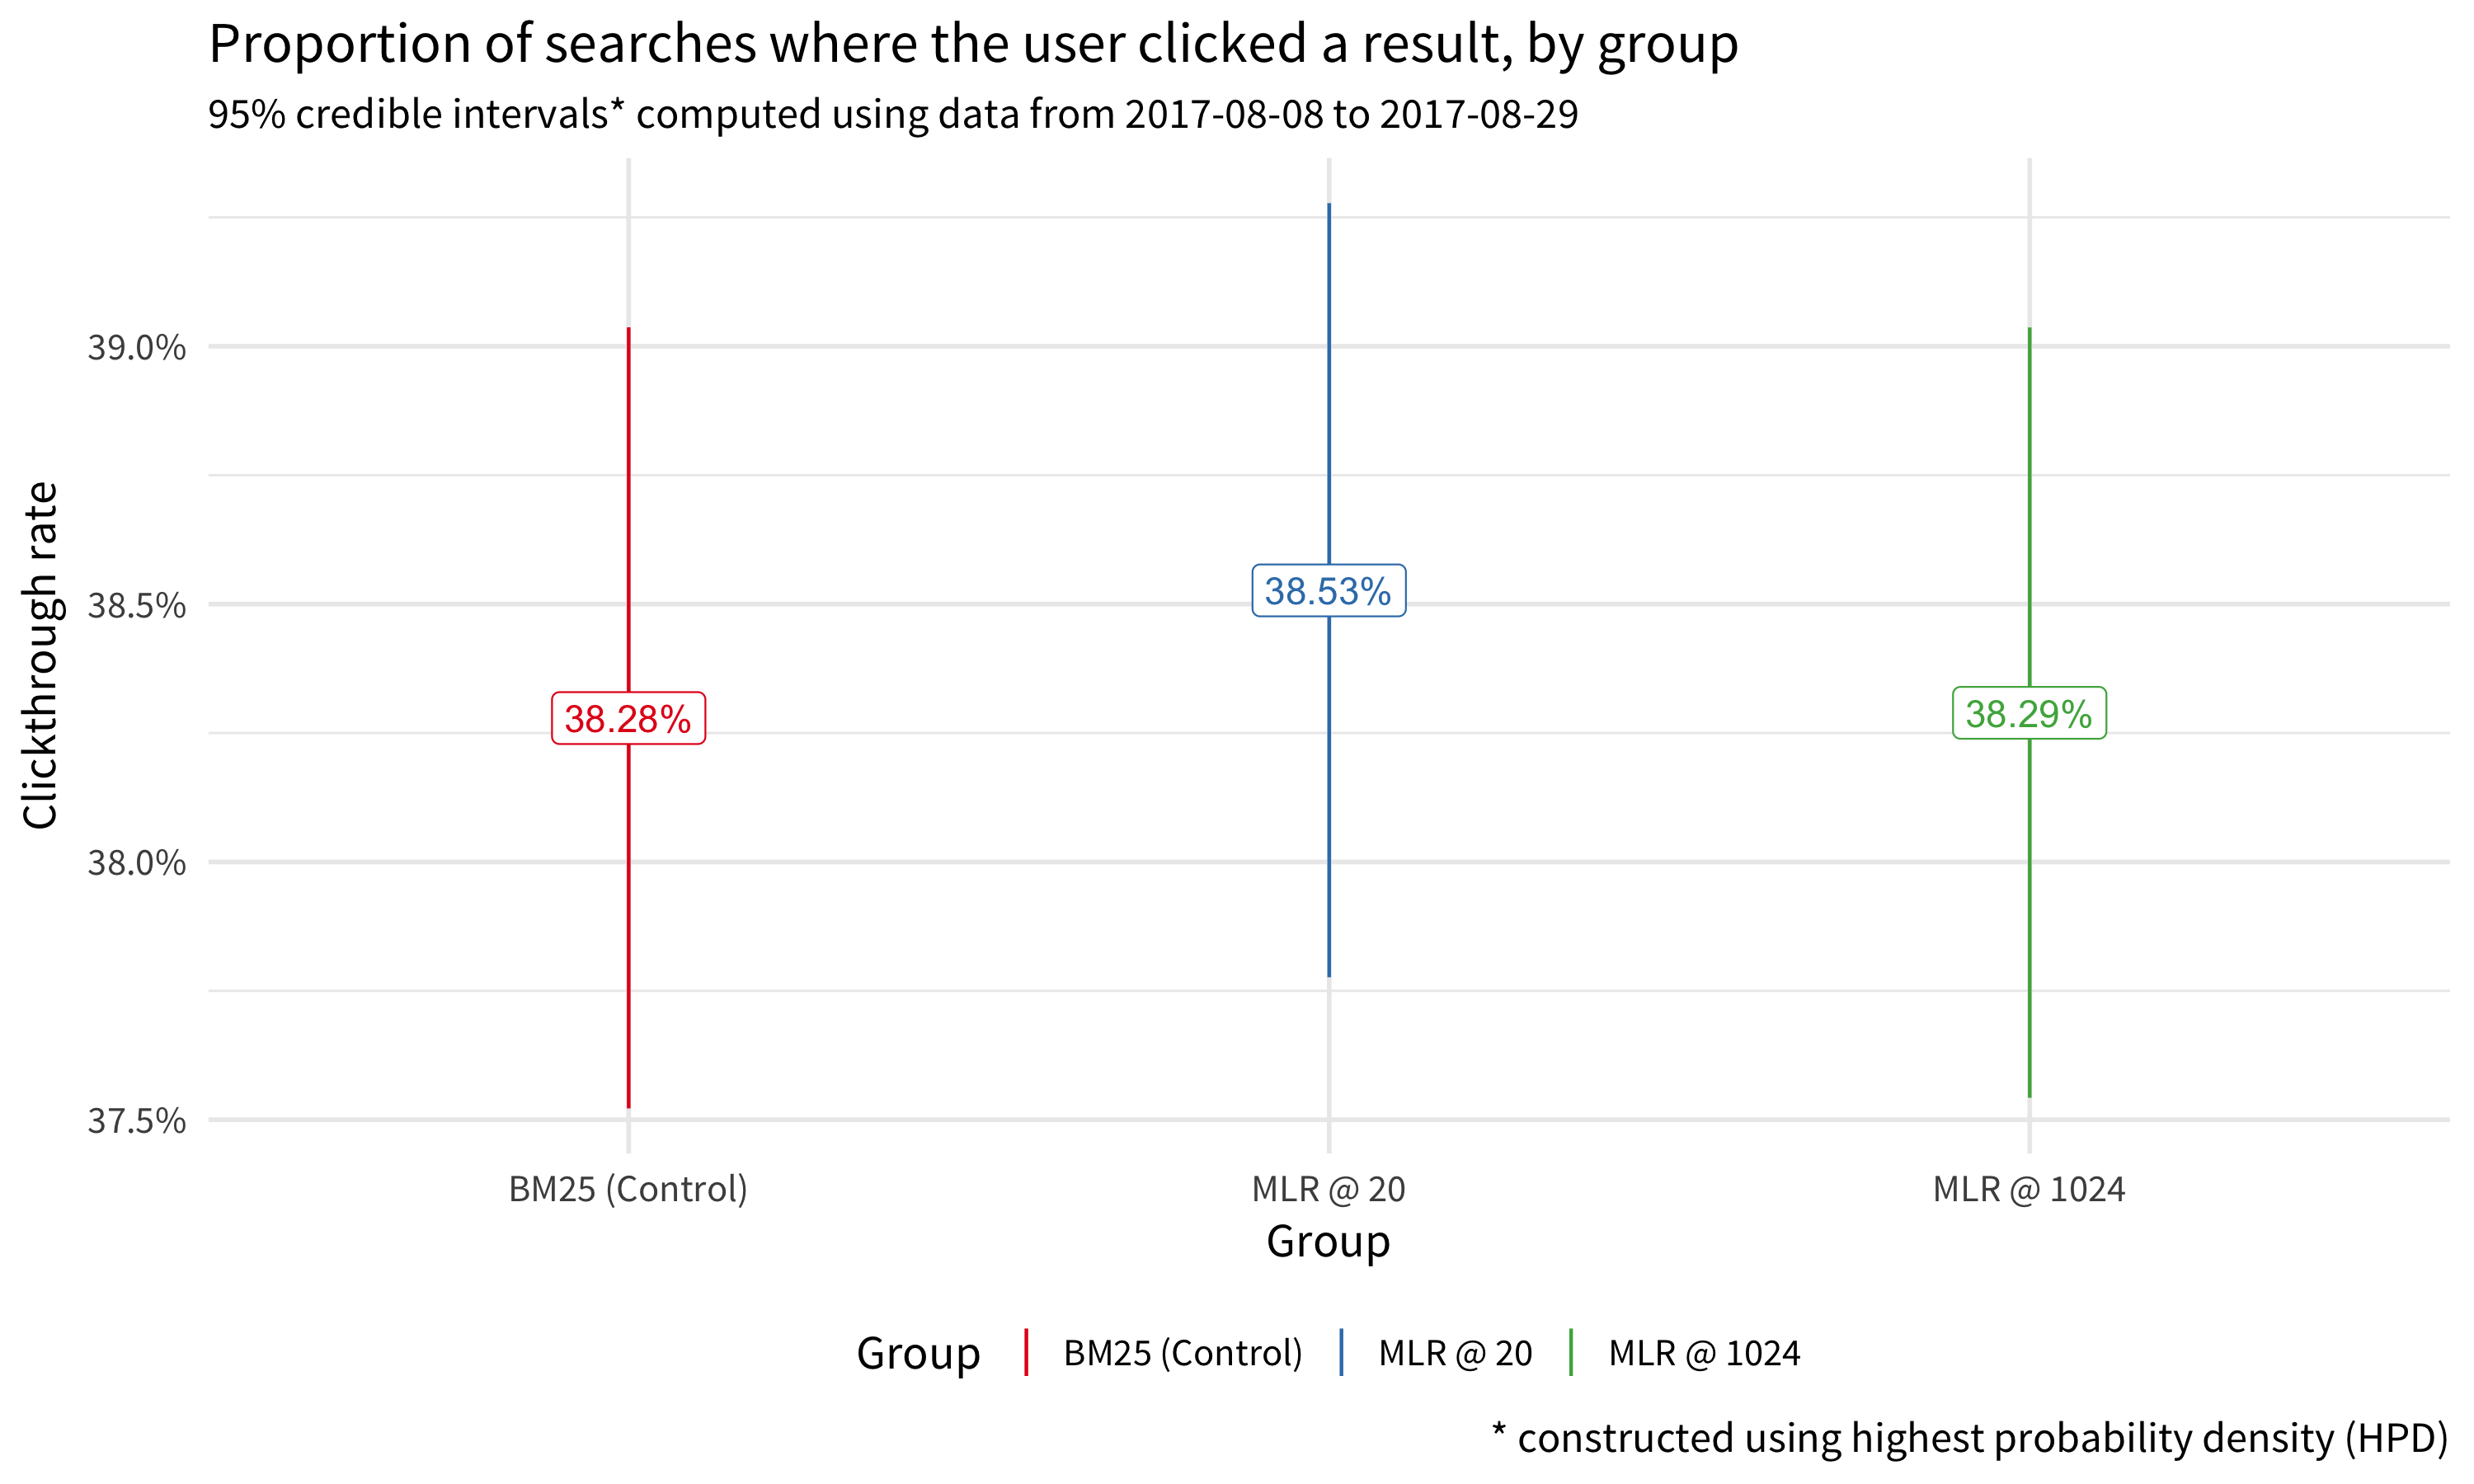 Proportion of searches where the user clicked a result, by group
95% credible intervals* computed using data from 2017-08-08 to 2017-08-29
Clickthrough rate
39.0%
38.5%
38.0%
37.5%
38.28%
38.53%
38.29%
BM25 (Control) MLR @ 20 MLR @ 1024
Group
Group BM25 (Control) MLR @ 20 MLR @ 1024
* constructed using highest probability density (HPD)